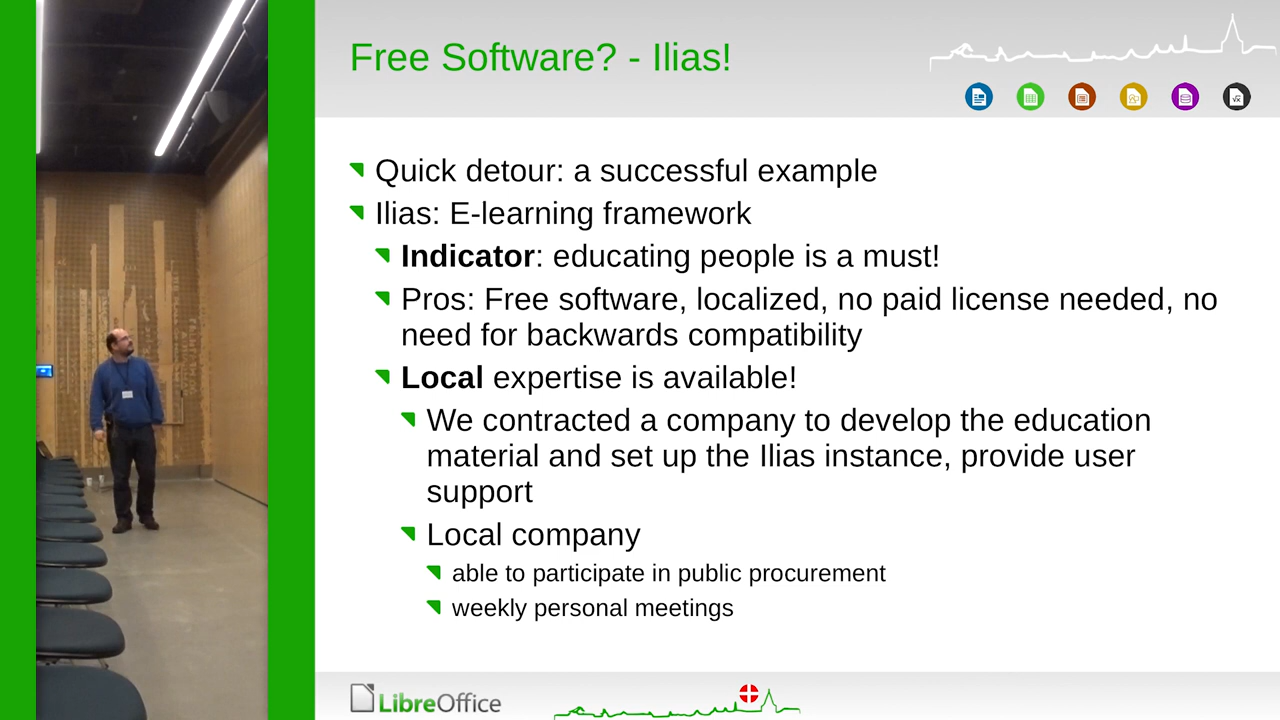 Free Software? - Ilias!
Quick detour: a successful example
Ilias: E-learning framework
Indicator: educating people is a must!
Pros: Free software, localized, no paid license needed, no
need for backwards compatibility
Local expertise is available!
We contracted a company to develop the education
material and set up the Ilias instance, provide user
support
Local company
able to participate in public procurement
weekly personal meetings
LibreOffice